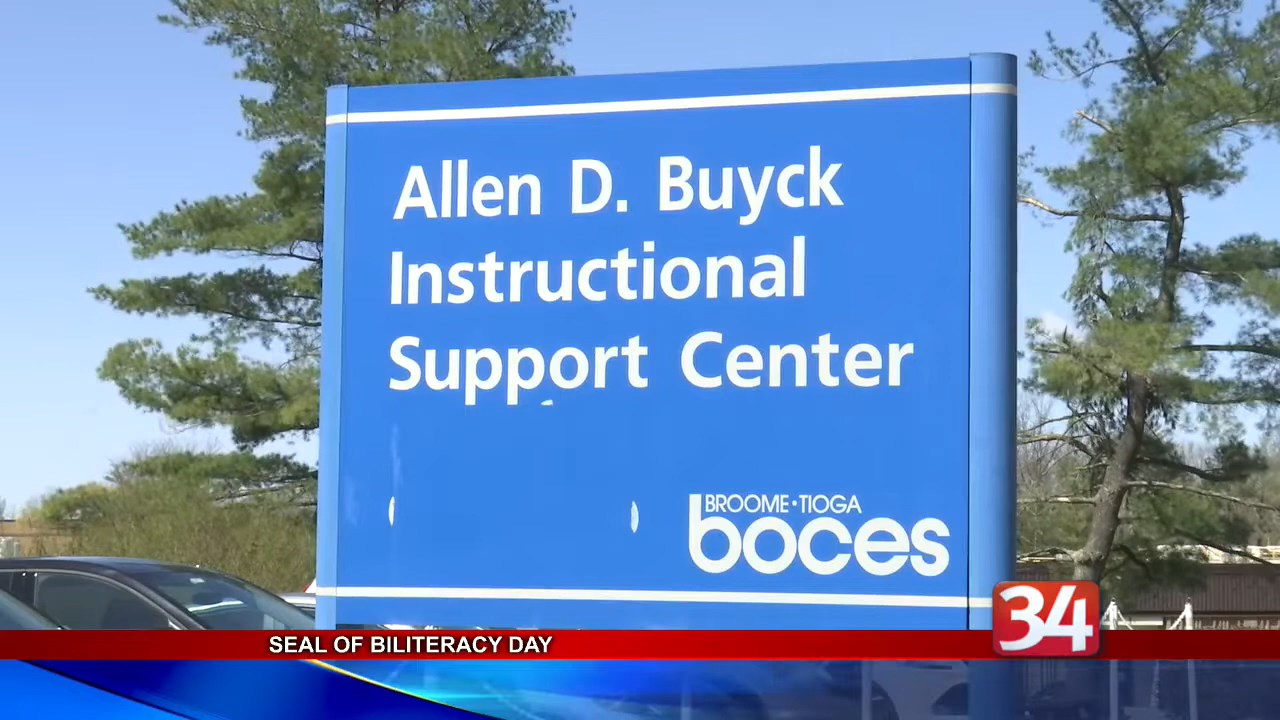 Allen D. Buyck
Instructional
Support Center
BROOME·TIOGA
boces
34
SEAL OF BILITERACY DAY